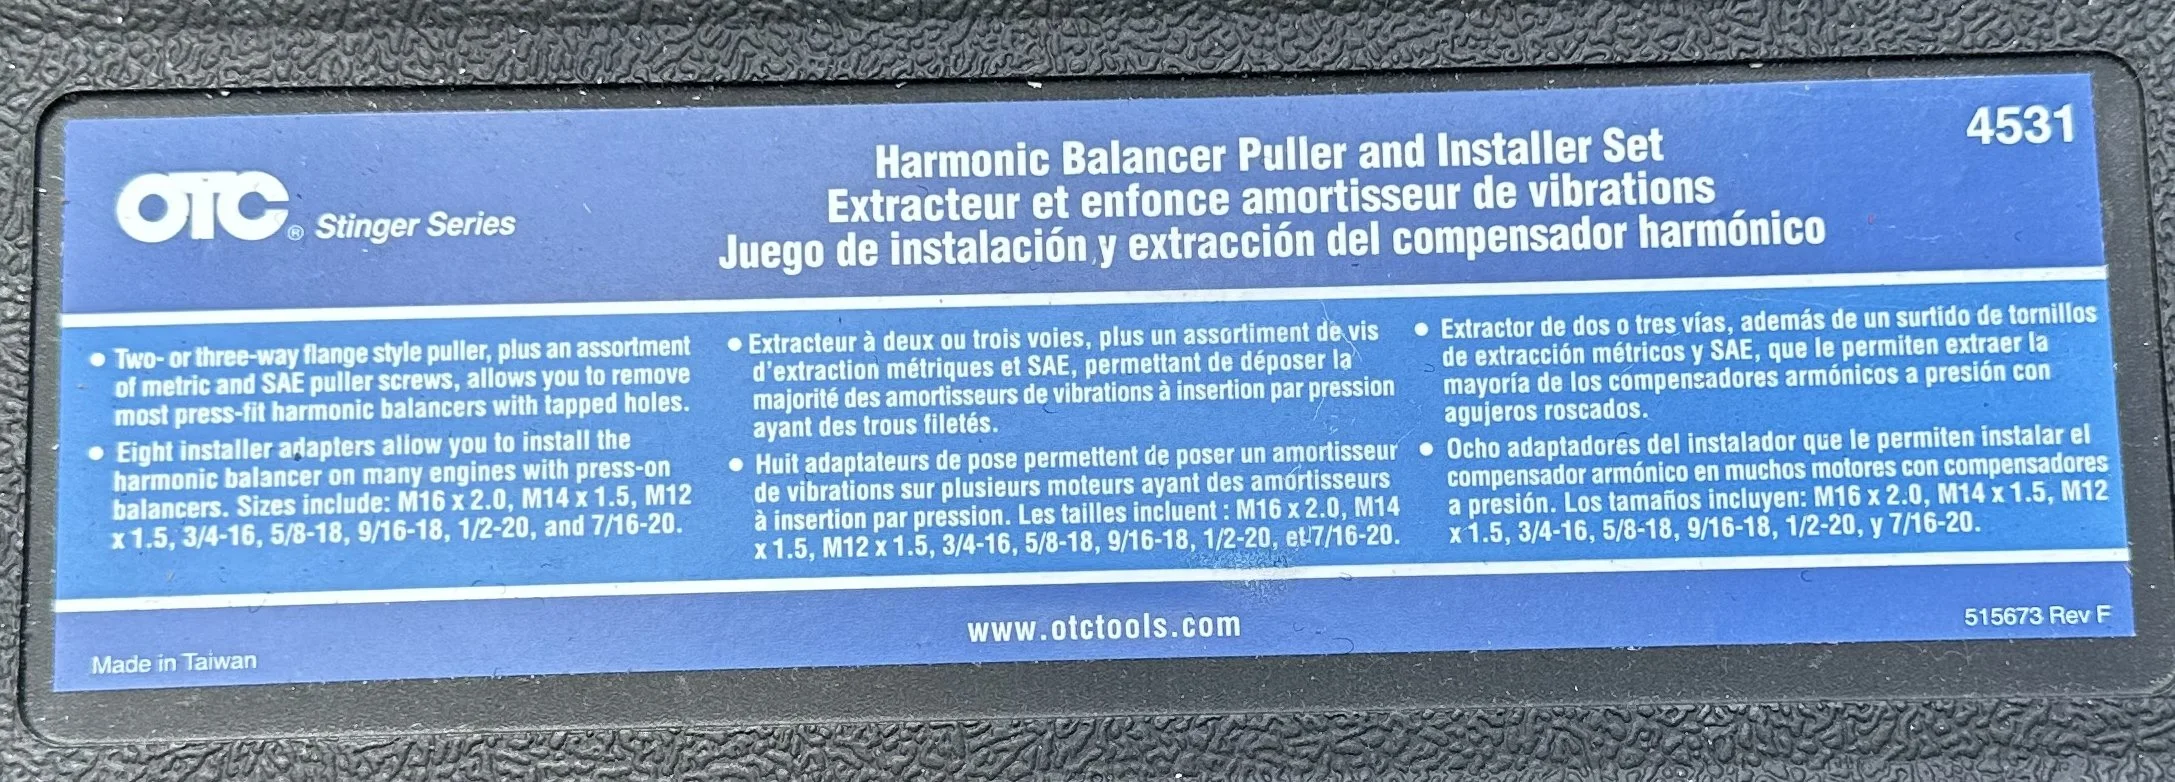 OTC® Stinger Series
Harmonic Balancer Puller and Installer Set
Extracteur et enfonce amortisseur de vibrations
Juego de instalación y extracción del compensador harmónico
4531
• Two- or three-way flange style puller, plus an assortment
of metric and SAE puller screws, allows you to remove
most press-fit harmonic balancers with tapped holes.
• Eight installer adapters allow you to install the
harmonic balancer on many engines with press-on
balancers. Sizes include: M16 x 2.0, M14 x 1.5, M12
x 1.5, 3/4-16, 5/8-18, 9/16-18, 1/2-20, and 7/16-20.
• Extracteur à deux ou trois voies, plus un assortiment de vis
d'extraction métriques et SAE, permettant de déposer la
majorité des amortisseurs de vibrations à insertion par pression
ayant des trous filetés.
• Huit adaptateurs de pose permettent de poser un amortisseur
de vibrations sur plusieurs moteurs ayant des amortisseurs
à insertion par pression. Les tailles incluent : M16 x 2.0, M14
x 1.5, M12 x 1.5, 3/4-16, 5/8-18, 9/16-18, 1/2-20, et 7/16-20.
• Extractor de dos o tres vías, además de un surtido de tornillos
de extracción métricos y SAE, que le permiten extraer la
mayoría de los compensadores armónicos a presión con
agujeros roscados.
• Ocho adaptadores del instalador que le permiten instalar el
compensador armónico en muchos motores con compensadores
a presión. Los tamaños incluyen: M16 x 2.0, M14 x 1.5, M12
x 1.5, 3/4-16, 5/8-18, 9/16-18, 1/2-20, y 7/16-20.
www.otctools.com
Made in Taiwan
515673 Rev F